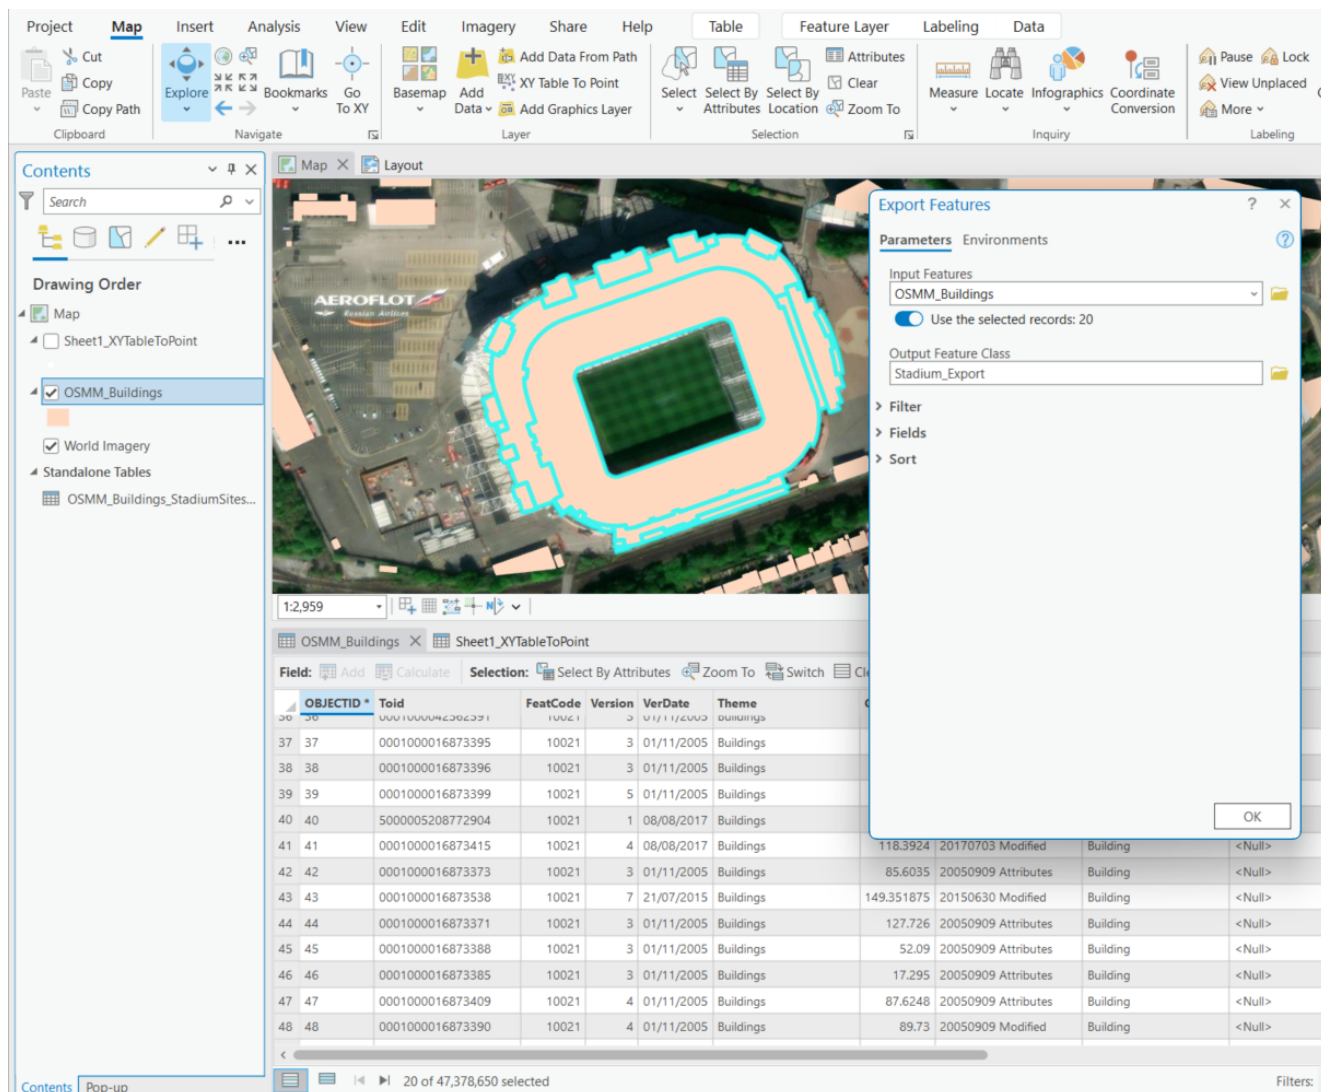 Project Map Insert Analysis View Edit Imagery Share Help Table Feature Layer Labeling Data
Paste
Cut
Copy
Copy Path
Clipboard
Explore
Bookmarks
Go To XY
Navigate
Basemap
Add Data
Add Data From Path
XY Table To Point
Add Graphics Layer
Layer
Select
Select By Attributes
Select By Location
Attributes
Clear
Zoom To
Selection
Measure
Locate
Infographics
Coordinate Conversion
Inquiry
Pause Lock
View Unplaced
More
Labeling
Contents
Search
Drawing Order
Map
Sheet1_XYTableToPoint
OSMM_Buildings
World Imagery
Standalone Tables
OSMM_Buildings_StadiumSites...
Contents Pop-up
Map Layout
AEROFLOT
Russian Airlines
Export Features
Parameters Environments
Input Features
OSMM_Buildings
Use the selected records: 20
Output Feature Class
Stadium_Export
Filter
Fields
Sort
OK
1:2,959
OSMM_Buildings Sheet1_XYTableToPoint
Field: Add Calculate Selection: Select By Attributes Zoom To Switch
OBJECTID * Toid FeatCode Version VerDate Theme
37 37 0001000016873395 10021 3 01/11/2005 Buildings
38 38 0001000016873396 10021 3 01/11/2005 Buildings
39 39 0001000016873399 10021 5 01/11/2005 Buildings
40 40 5000005208772904 10021 1 08/08/2017 Buildings
41 41 0001000016873415 10021 4 08/08/2017 Buildings 118.3924 20170703 Modified Building <Null>
42 42 0001000016873373 10021 3 01/11/2005 Buildings 85.6035 20050909 Attributes Building <Null>
43 43 0001000016873538 10021 7 21/07/2015 Buildings 149.351875 20150630 Modified Building <Null>
44 44 0001000016873371 10021 3 01/11/2005 Buildings 127.726 20050909 Attributes Building <Null>
45 45 0001000016873388 10021 3 01/11/2005 Buildings 52.09 20050909 Attributes Building <Null>
46 46 0001000016873385 10021 3 01/11/2005 Buildings 17.295 20050909 Attributes Building <Null>
47 47 0001000016873409 10021 4 01/11/2005 Buildings 87.6248 20050909 Attributes Building <Null>
48 48 0001000016873390 10021 4 01/11/2005 Buildings 89.73 20050909 Modified Building <Null>
20 of 47,378,650 selected
Filters: